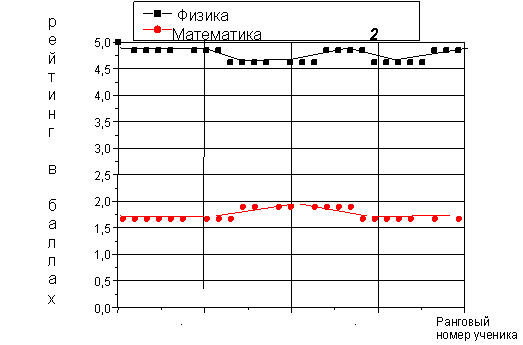 Физика
Математика
2
рейтинг в баллах
5,0
4,5
4,0
3,5
3,0
2,5
2,0
1,5
1,0
0,5
0,0
Ранговый
номер ученика